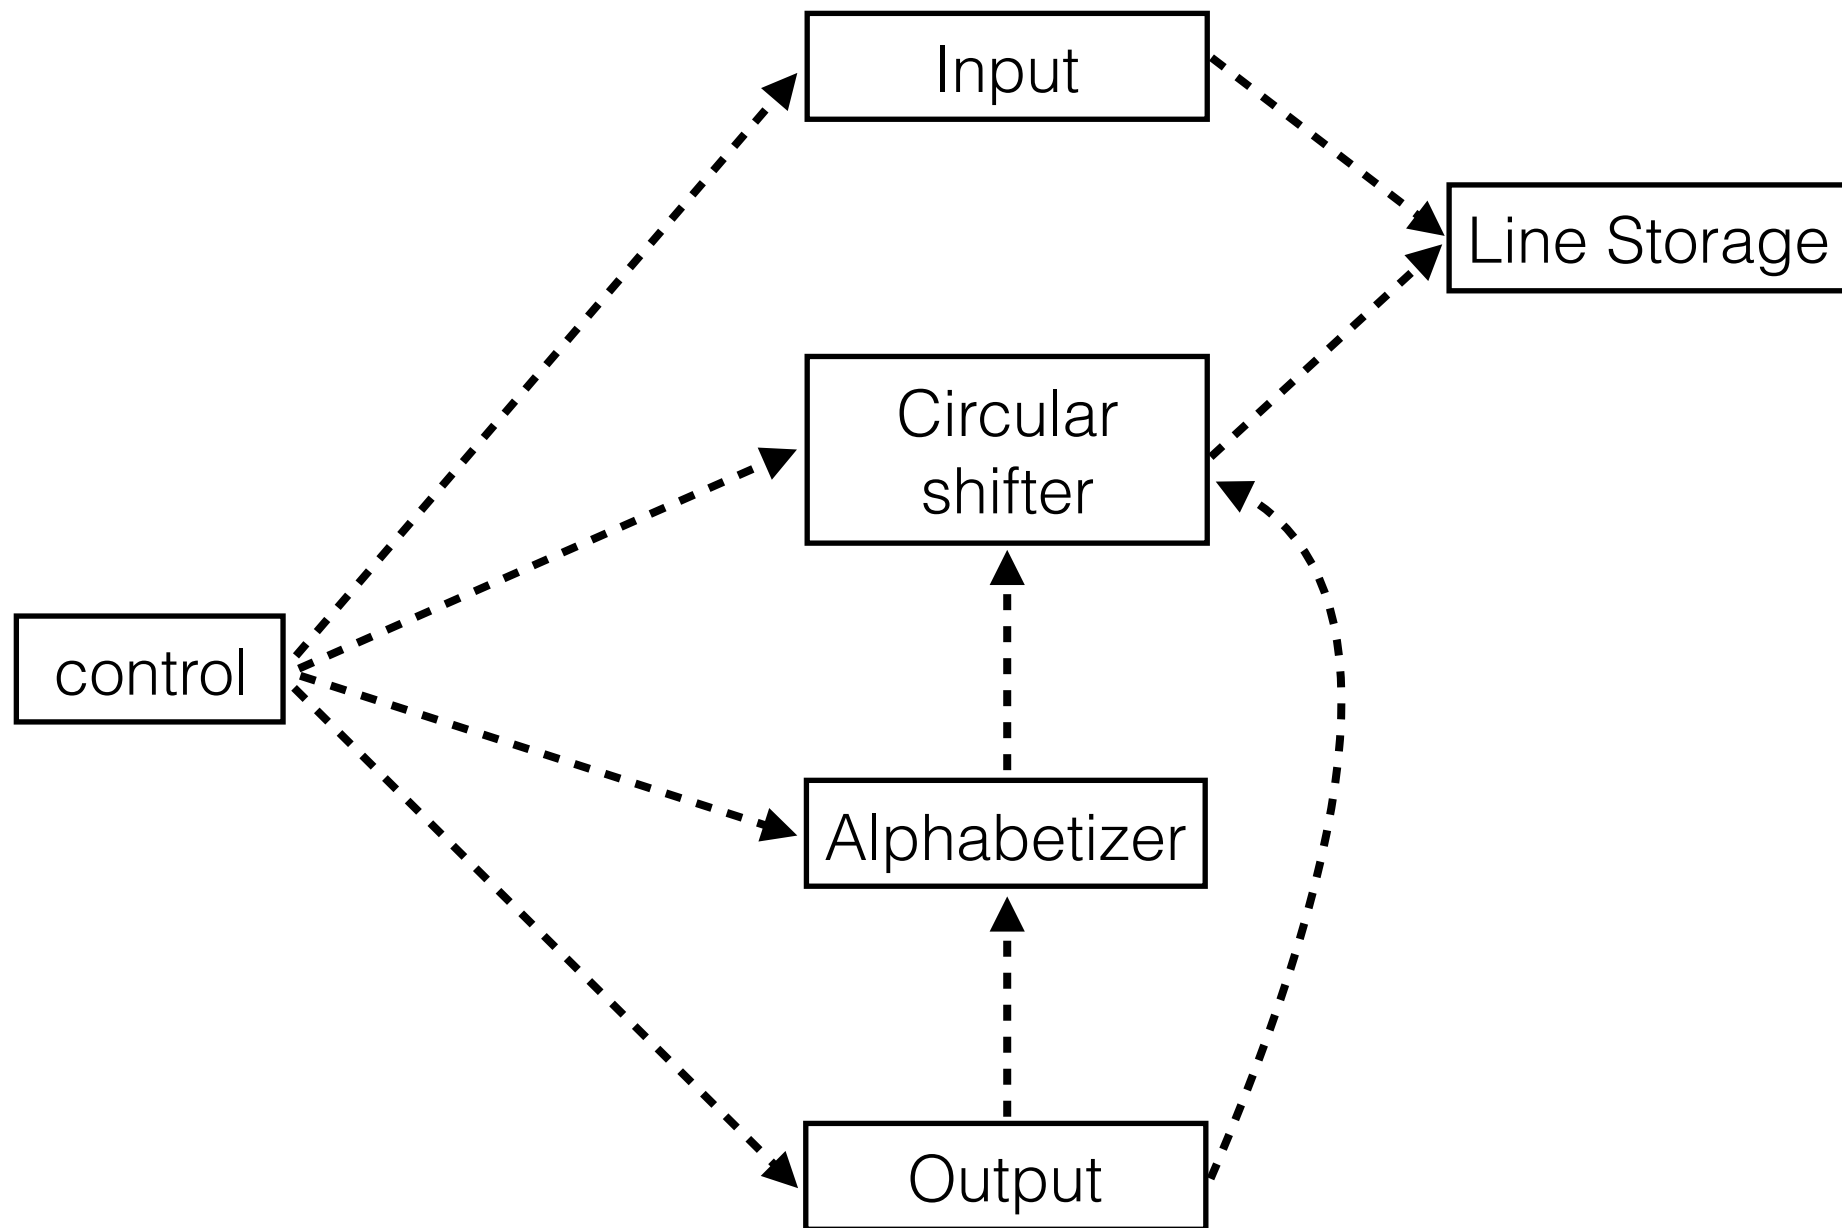 Input
Line Storage
Circular
shifter
control
Alphabetizer
Output